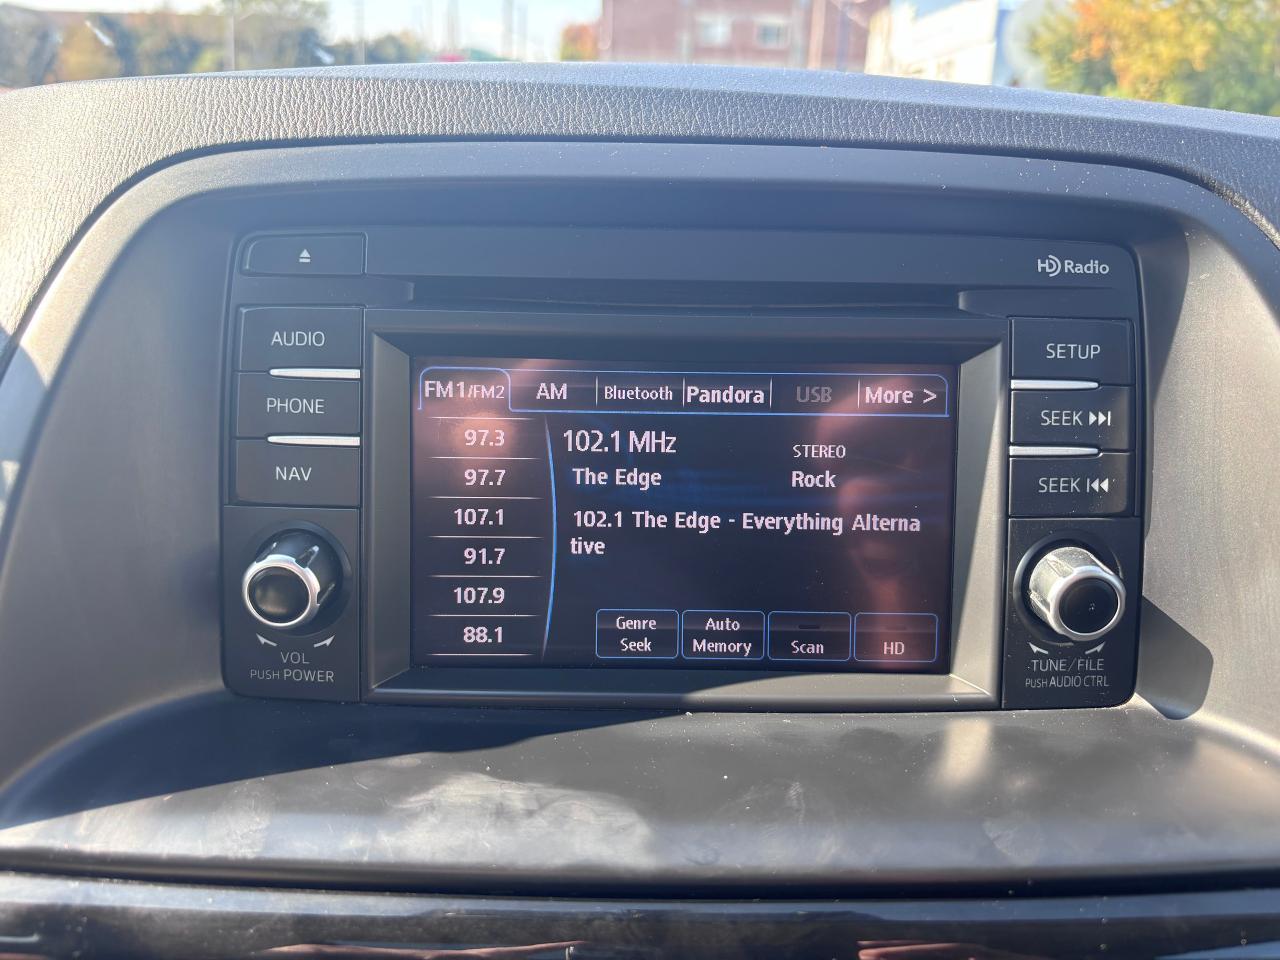 HD Radio
AUDIO
PHONE
NAV
VOL
PUSH POWER
FM1/FM2 AM Bluetooth Pandora USB More >
97.3
97.7
107.1
91.7
107.9
88.1
102.1 MHz STEREO
The Edge Rock
102.1 The Edge - Everything Alterna
tive
Genre
Seek
Auto
Memory
Scan
HD
SETUP
SEEK
SEEK
TUNE/FILE
PUSH AUDIO CTRL